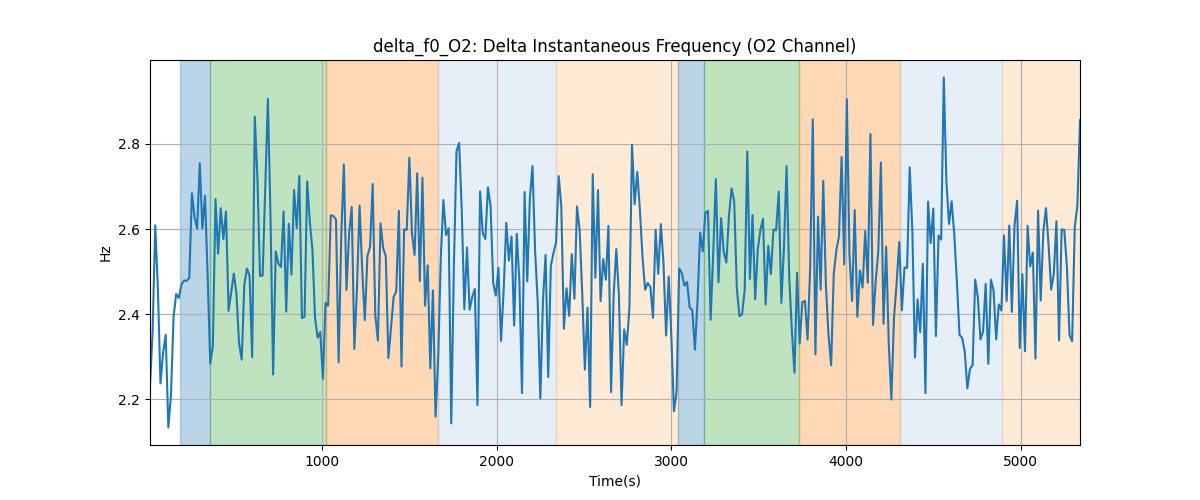 delta_f0_O2: Delta Instantaneous Frequency (O2 Channel)
Hz
2.8
2.6
2.4
2.2
1000 2000 3000 4000 5000
Time(s)